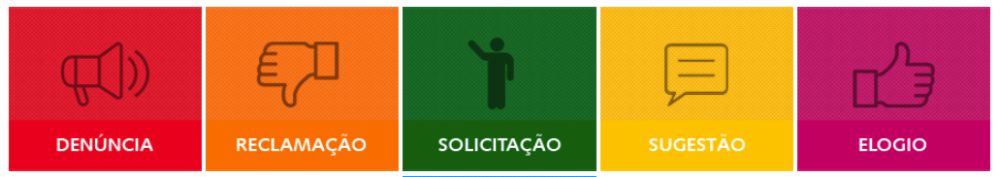 DENÚNCIA
RECLAMAÇÃO
SOLICITAÇÃO
SUGESTÃO
ELOGIO